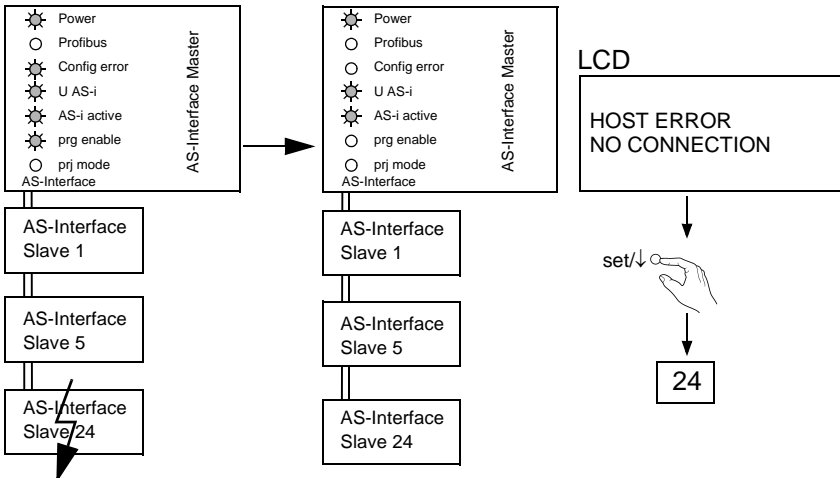 Power
Profibus
Config error
U AS-i
AS-i active
prg enable
prj mode
AS-Interface
AS-Interface Master
AS-Interface
Slave 1
AS-Interface
Slave 5
AS-Interface
Slave 24
Power
Profibus
Config error
U AS-i
AS-i active
prg enable
prj mode
AS-Interface
AS-Interface Master
AS-Interface
Slave 1
AS-Interface
Slave 5
AS-Interface
Slave 24
LCD
HOST ERROR
NO CONNECTION
set/↓
24